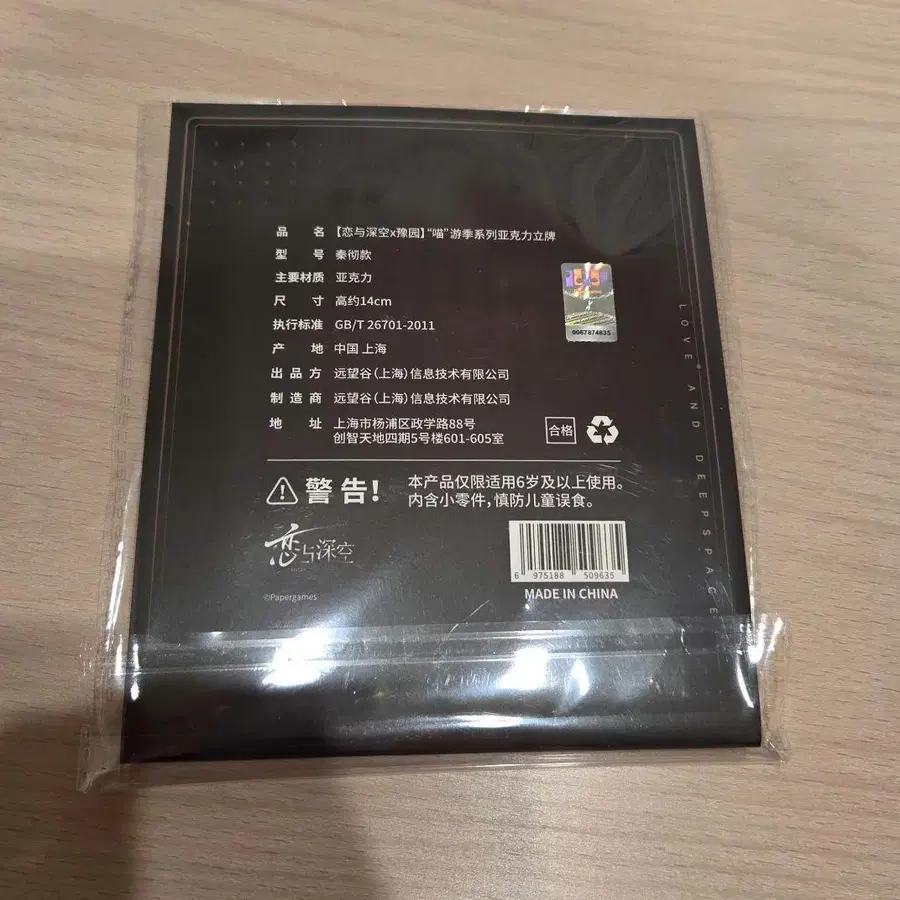 品 名 【恋与深空x豫园】“喵”游季系列亚克力立牌
型 号 秦彻款
主要材质 亚克力
尺 寸 高约14cm
执行标准 GB/T 26701-2011
产 地 中国 上海
出 品 方 远望谷(上海)信息技术有限公司
制 造 商 远望谷(上海)信息技术有限公司
地 址 上海市杨浦区政学路88号
创智天地四期5号楼601-605室
合格
0067874835
警告!
本产品仅限适用6岁及以上使用。
内含小零件,慎防儿童误食。
恋与深空
©Papergames
6 975188 509635
MADE IN CHINA
LOVE AND DEEPSPACE